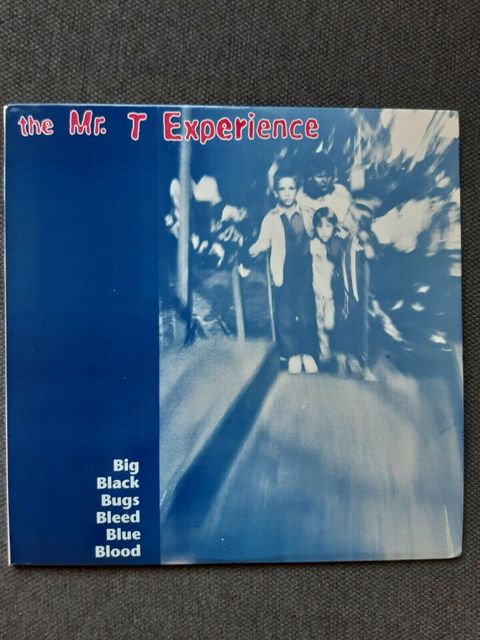 the Mr. T Experience
Big
Black
Bugs
Bleed
Blue
Blood